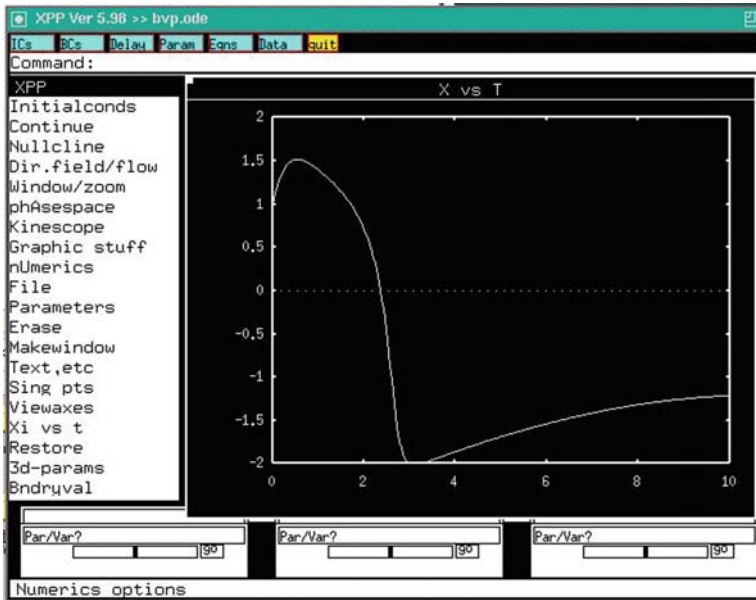 XPP Ver 5.98 >> bvp.ode
ICs BCs Delay Param Eqns Data quit
Command:
XPP
X vs T
Initialconds
Continue
Nullcline
Dir.field/flow
Window/zoom
phAsespace
Kinescope
Graphic stuff
nUmerics
File
Parameters
Erase
Makewindow
Text,etc
Sing pts
Viewaxes
Xi vs t
Restore
3d-params
Bndryval
2
1.5
1
0.5
0
-0.5
-1
-1.5
-2
0 2 4 6 8 10
Par/Var? Par/Var? Par/Var?
Numerics options